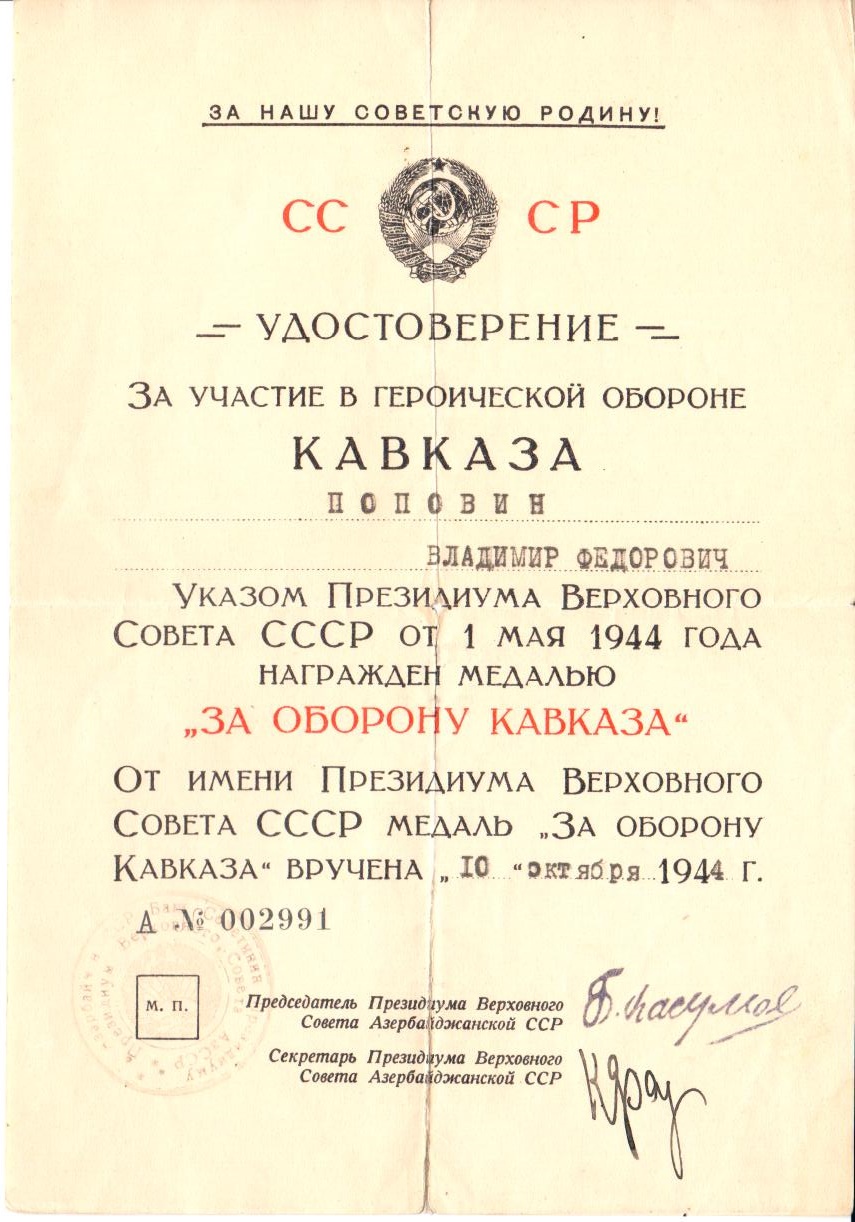 ЗА НАШУ СОВЕТСКУЮ РОДИНУ!
СС СР
УДОСТОВЕРЕНИЕ
ЗА УЧАСТИЕ В ГЕРОИЧЕСКОЙ ОБОРОНЕ
КАВКАЗА
ПОПОВИН
ВЛАДИМИР ФЕДОРОВИЧ
УКАЗОМ ПРЕЗИДИУМА ВЕРХОВНОГО
СОВЕТА СССР ОТ 1 МАЯ 1944 ГОДА
НАГРАЖДЕН МЕДАЛЬЮ
„ЗА ОБОРОНУ КАВКАЗА“
ОТ ИМЕНИ ПРЕЗИДИУМА ВЕРХОВНОГО
СОВЕТА СССР МЕДАЛЬ „ЗА ОБОРОНУ
КАВКАЗА“ ВРУЧЕНА „10“ октября 1944 Г.
А № 002991
М. П.
Председатель Президиума Верховного
Совета Азербайджанской ССР
Б. Касумов
Секретарь Президиума Верховного
Совета Азербайджанской ССР